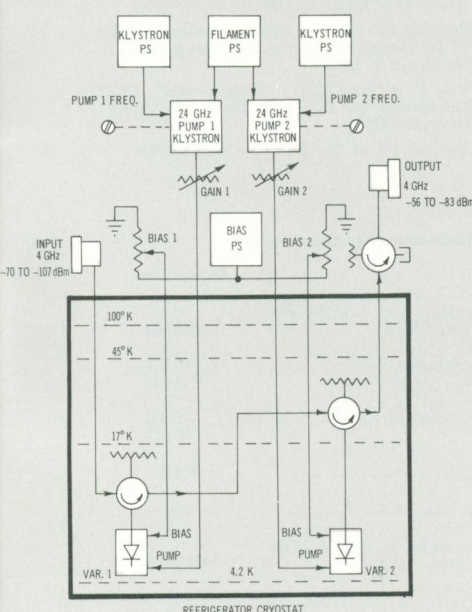 KLYSTRON
PS
FILAMENT
PS
KLYSTRON
PS
PUMP 1 FREQ.
PUMP 2 FREQ.
24 GHz
PUMP 1
KLYSTRON
24 GHz
PUMP 2
KLYSTRON
GAIN 1
GAIN 2
OUTPUT
4 GHz
-56 TO -83 dBm
INPUT
4 GHz
-70 TO -107 dBm
BIAS 1
BIAS
PS
BIAS 2
100° K
45° K
17° K
BIAS
PUMP
VAR. 1
BIAS
PUMP
VAR. 2
4.2 K
REFRIGERATOR CRYOSTAT